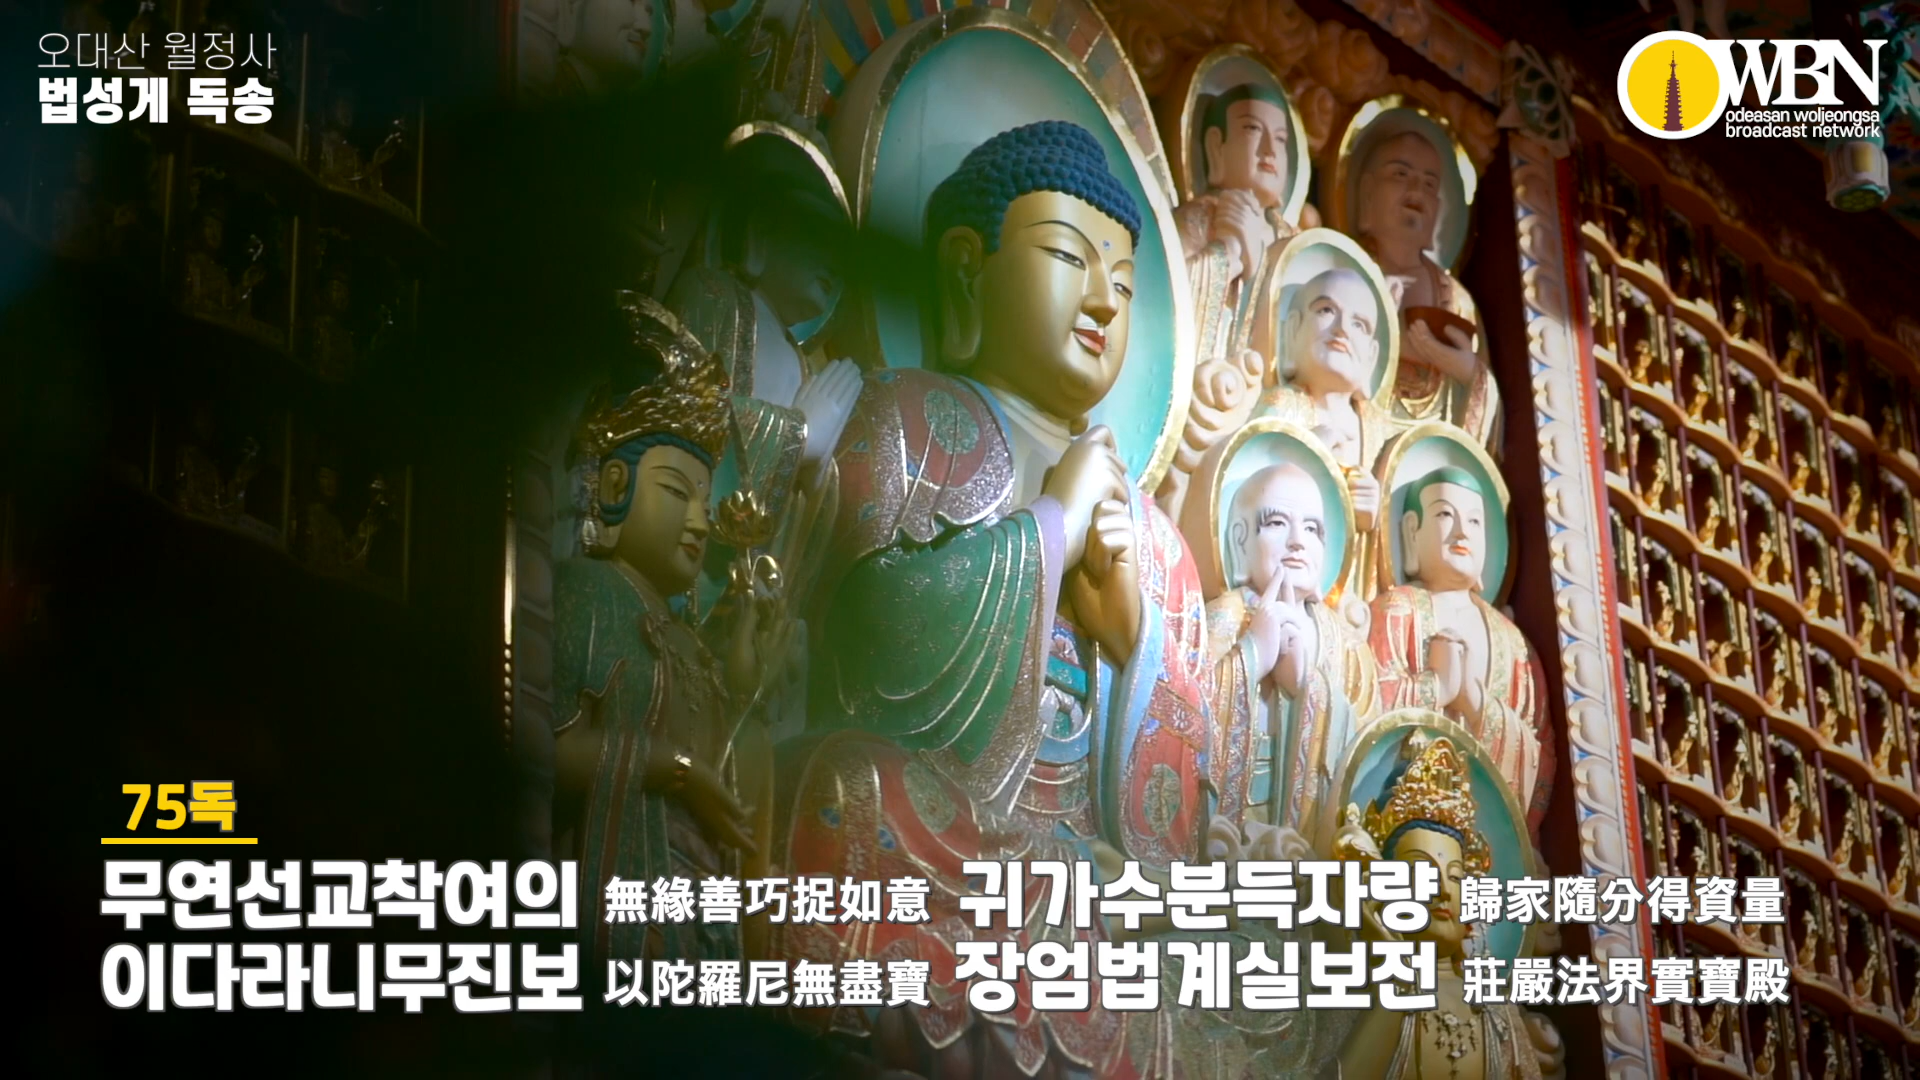 오대산 월정사
법성게 독송
WBN
odeasan woljeongsa
broadcast network
75독
무연선교착여의 無緣善巧捉如意 귀가수분득자량 歸家隨分得資量
이다라니무진보 以陀羅尼無盡寶 장엄법계실보전 莊嚴法界實寶殿